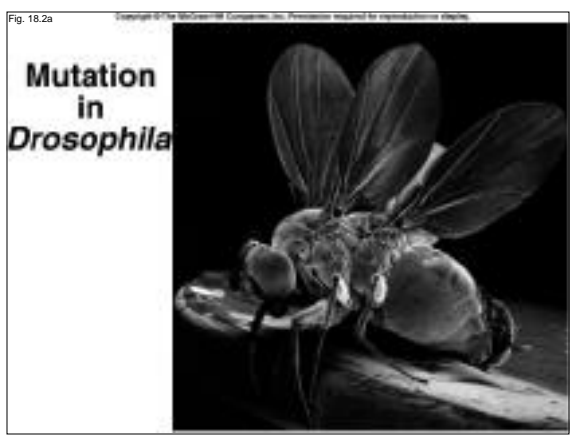 Fig. 18.2a
Copyright ©The McGraw-Hill Companies, Inc. Permission required for reproduction or display.
Mutation
in
Drosophila